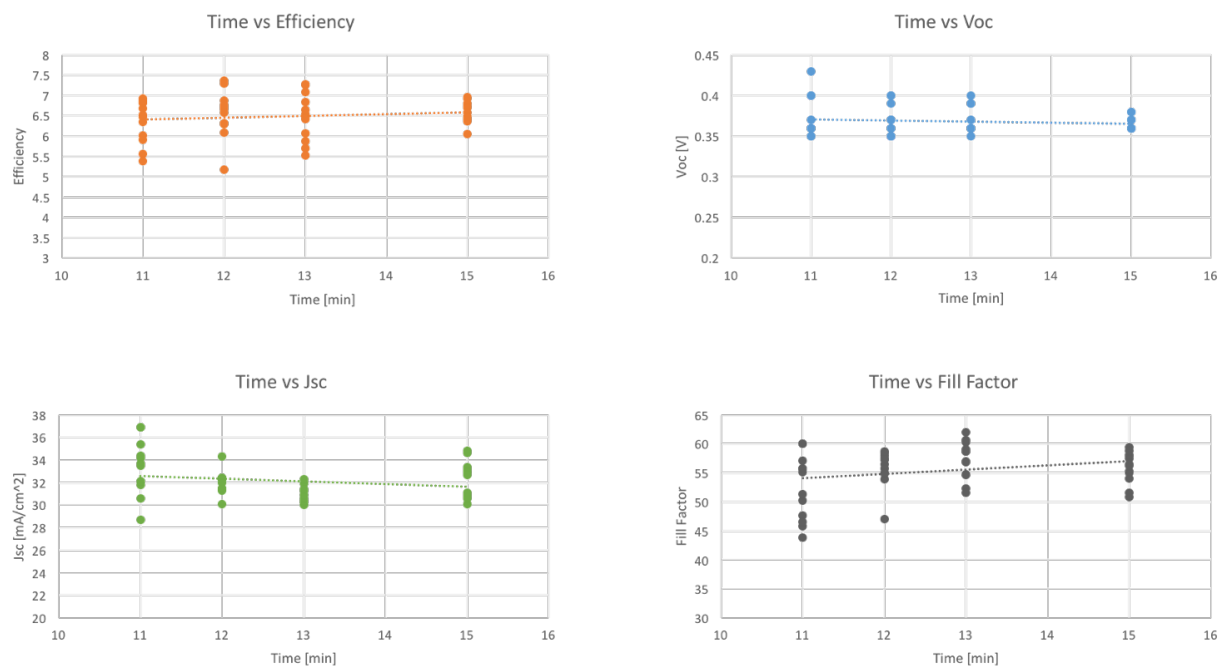 Time vs Efficiency
8
7.5
7
6.5
6
5.5
5
4.5
4
3.5
3
Efficiency
10 11 12 13 14 15 16
Time [min]
Time vs Voc
0.45
0.4
0.35
0.3
0.25
0.2
Voc [V]
10 11 12 13 14 15 16
Time [min]
Time vs Jsc
38
36
34
32
30
28
26
24
22
20
Jsc [mA/cm^2]
10 11 12 13 14 15 16
Time [min]
Time vs Fill Factor
65
60
55
50
45
40
35
30
Fill Factor
10 11 12 13 14 15 16
Time [min]